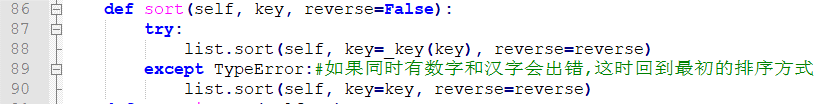 86 def sort(self, key, reverse=False):
87 try:
88 list.sort(self, key=_key(key), reverse=reverse)
89 except TypeError:#如果同时有数字和汉字会出错,这时回到最初的排序方式
90 list.sort(self, key=key, reverse=reverse)